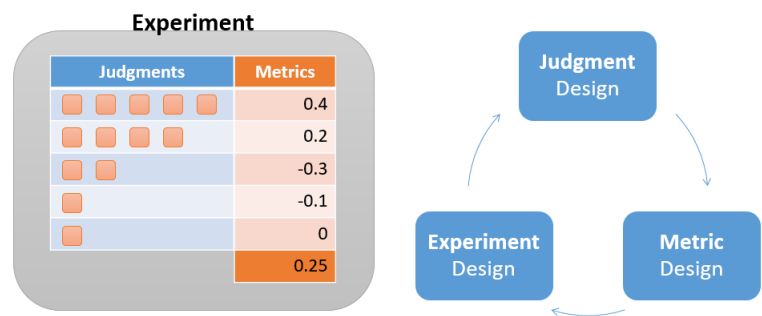 Experiment
Judgments Metrics
0.4
0.2
-0.3
-0.1
0
0.25
Judgment
Design
Experiment
Design
Metric
Design